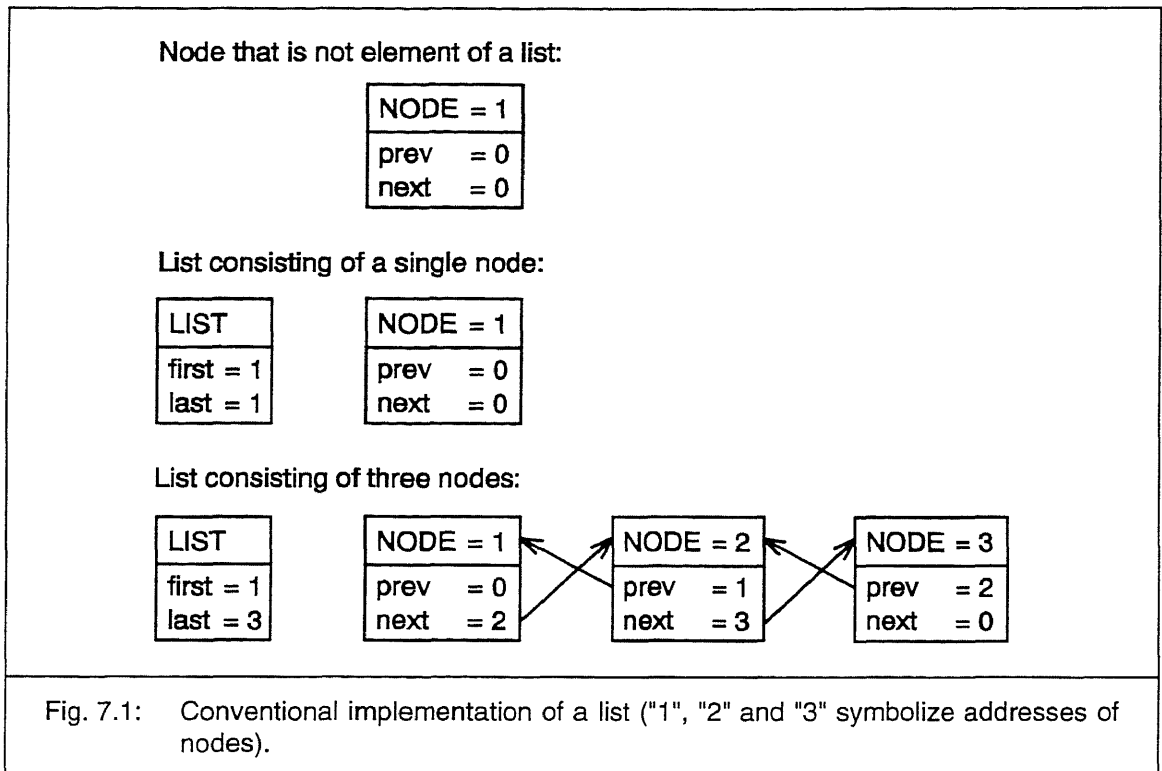 Node that is not element of a list:
NODE = 1
prev = 0
next = 0
List consisting of a single node:
LIST
first = 1
last = 1
NODE = 1
prev = 0
next = 0
List consisting of three nodes:
LIST
first = 1
last = 3
NODE = 1
prev = 0
next = 2
NODE = 2
prev = 1
next = 3
NODE = 3
prev = 2
next = 0
Fig. 7.1: Conventional implementation of a list ("1", "2" and "3" symbolize addresses of
nodes).